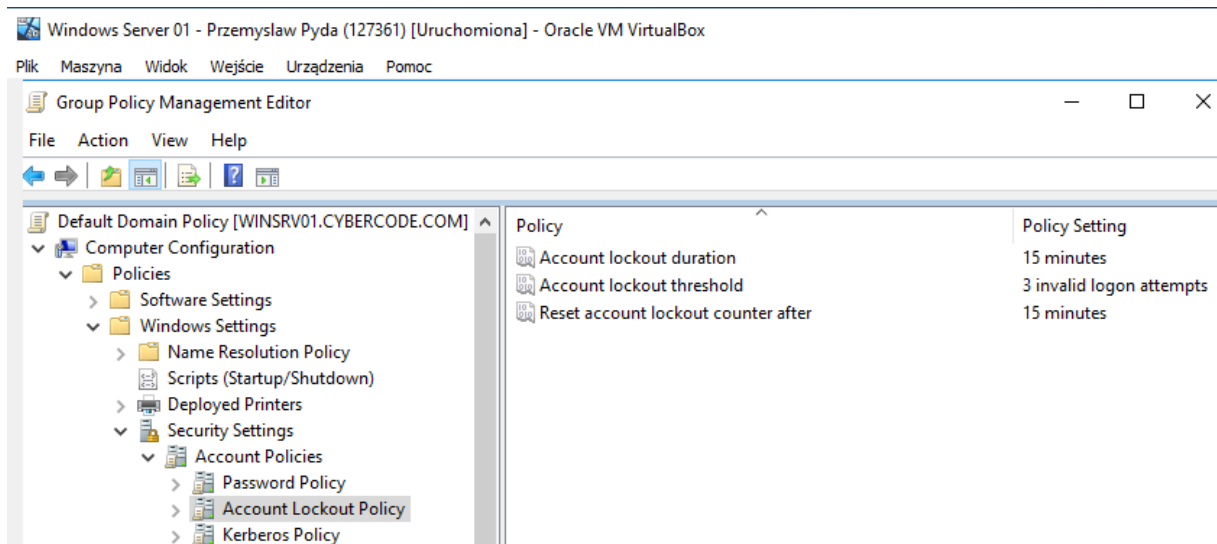 Windows Server 01 - Przemyslaw Pyda (127361) [Uruchomiona] - Oracle VM VirtualBox
Plik Maszyna Widok Wejście Urządzenia Pomoc
Group Policy Management Editor
File Action View Help
Default Domain Policy [WINSRV01.CYBERCODE.COM]
Computer Configuration
Policies
Software Settings
Windows Settings
Name Resolution Policy
Scripts (Startup/Shutdown)
Deployed Printers
Security Settings
Account Policies
Password Policy
Account Lockout Policy
Kerberos Policy
Policy Policy Setting
Account lockout duration 15 minutes
Account lockout threshold 3 invalid logon attempts
Reset account lockout counter after 15 minutes